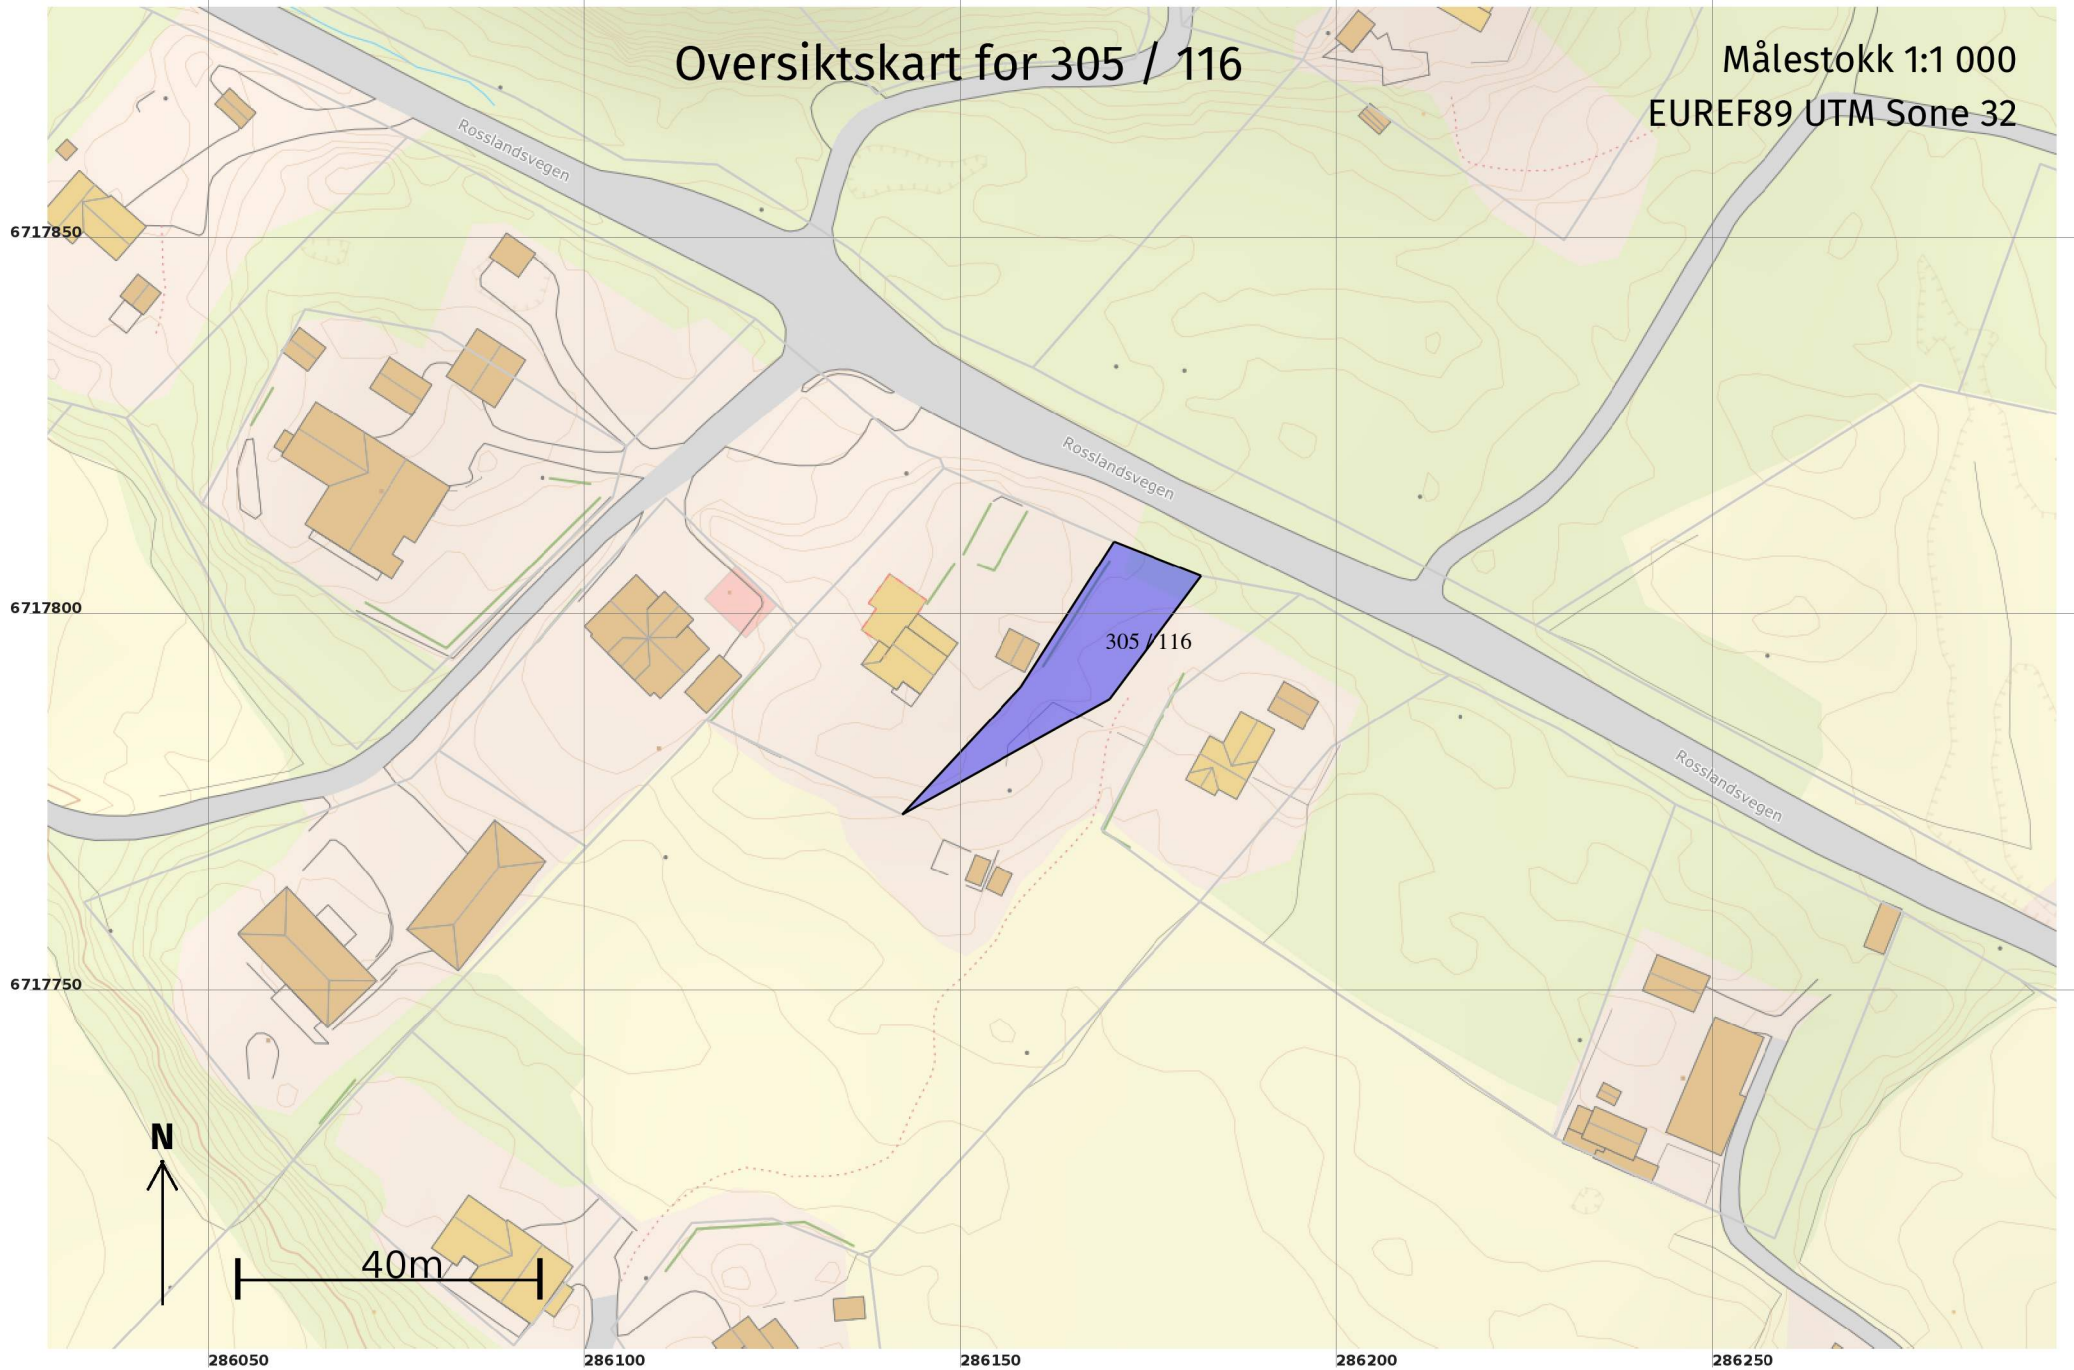 Oversiktskart for 305 / 116
Målestokk 1:1 000
EUREF89 UTM Sone 32
Rosslandsvegen
6717850
Rosslandsvegen
6717800
305 / 116
Rosslandsvegen
6717750
N
40m
286050
286100
286150
286200
286250